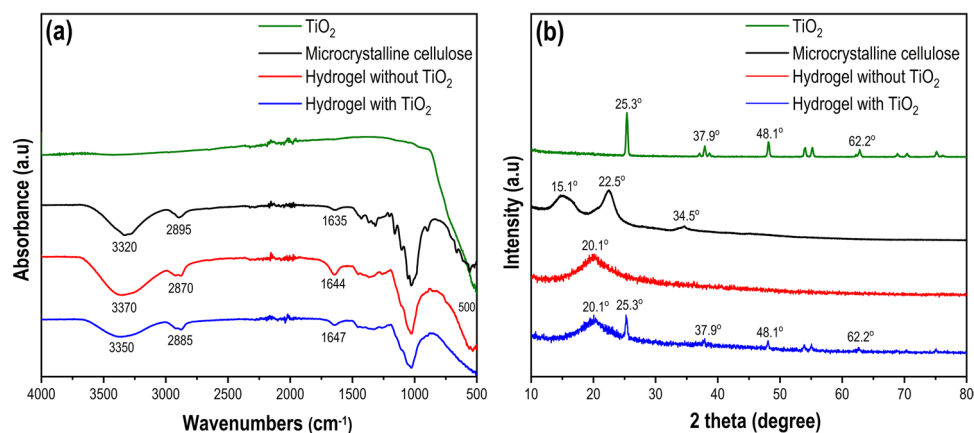 (a)
TiO₂
Microcrystalline cellulose
Hydrogel without TiO₂
Hydrogel with TiO₂
Absorbance (a.u)
3320
2895
1635
3370
2870
1644
500
3350
2885
1647
4000 3500 3000 2500 2000 1500 1000 500
Wavenumbers (cm⁻¹)
(b)
TiO₂
Microcrystalline cellulose
Hydrogel without TiO₂
Hydrogel with TiO₂
Intensity (a.u)
25.3°
37.9°
48.1°
62.2°
15.1°
22.5°
34.5°
20.1°
20.1°
25.3°
37.9°
48.1°
62.2°
10 20 30 40 50 60 70 80
2 theta (degree)